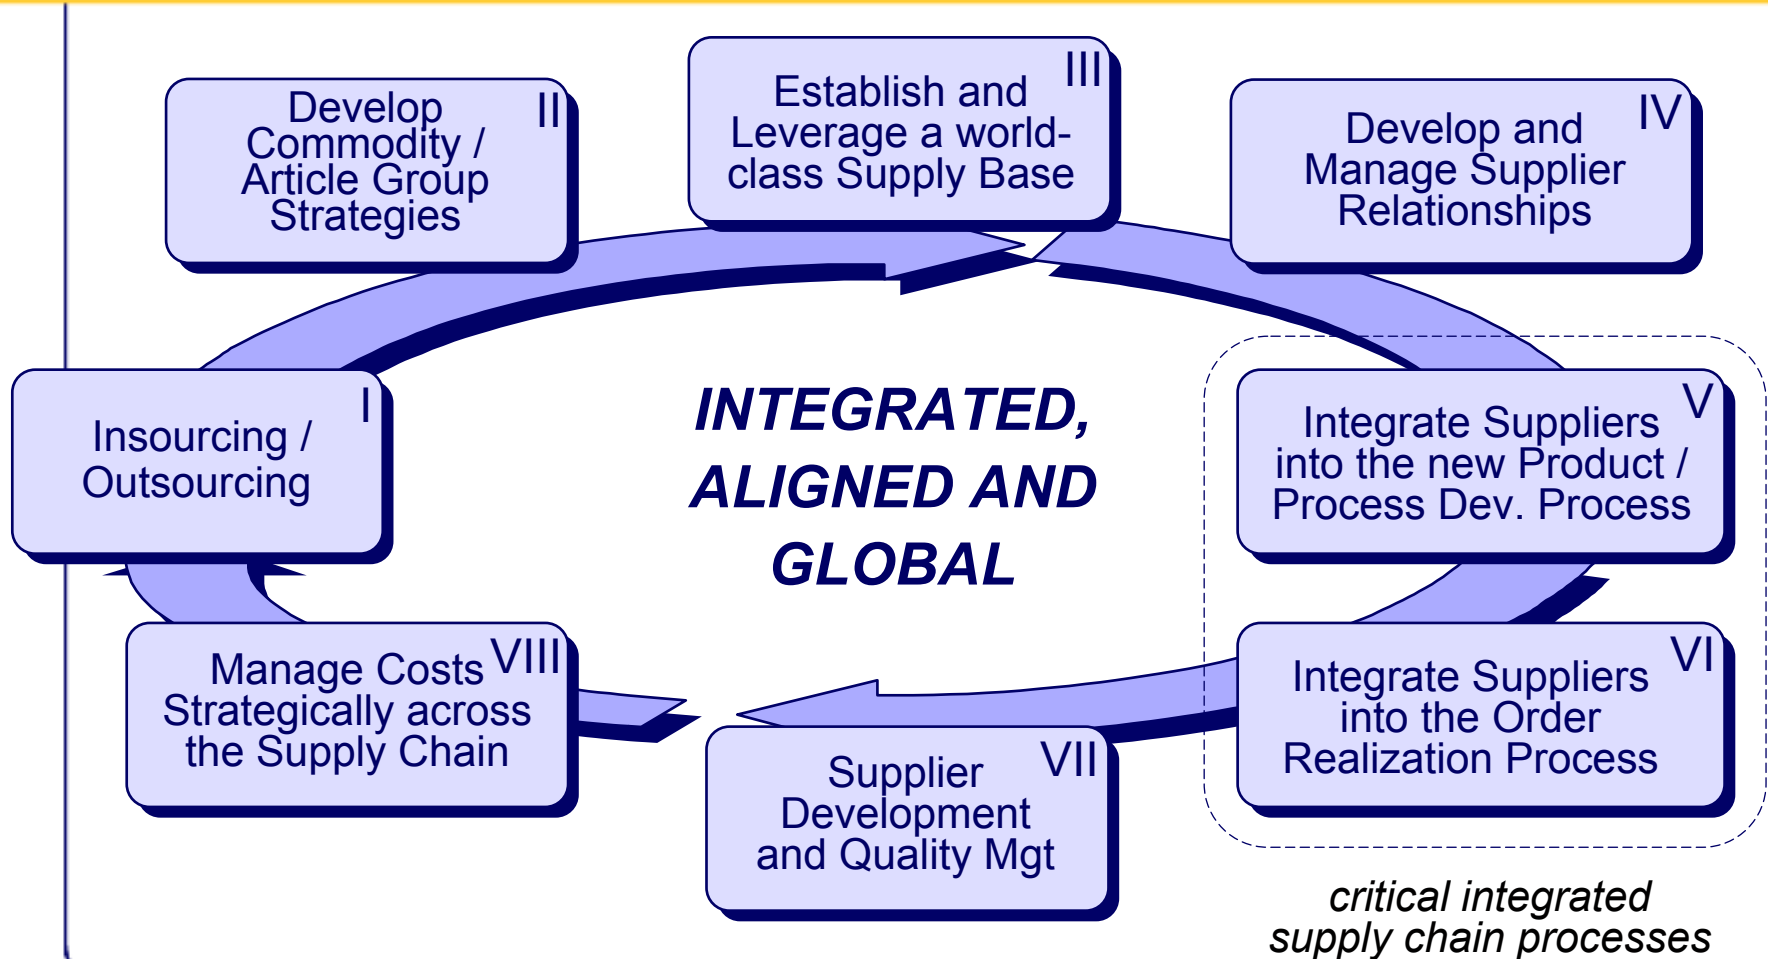 II
Develop
Commodity /
Article Group
Strategies
III
Establish and
Leverage a world-
class Supply Base
IV
Develop and
Manage Supplier
Relationships
I
Insourcing /
Outsourcing
INTEGRATED,
ALIGNED AND
GLOBAL
V
Integrate Suppliers
into the new Product /
Process Dev. Process
VIII
Manage Costs
Strategically across
the Supply Chain
VII
Supplier
Development
and Quality Mgt
VI
Integrate Suppliers
into the Order
Realization Process
critical integrated
supply chain processes